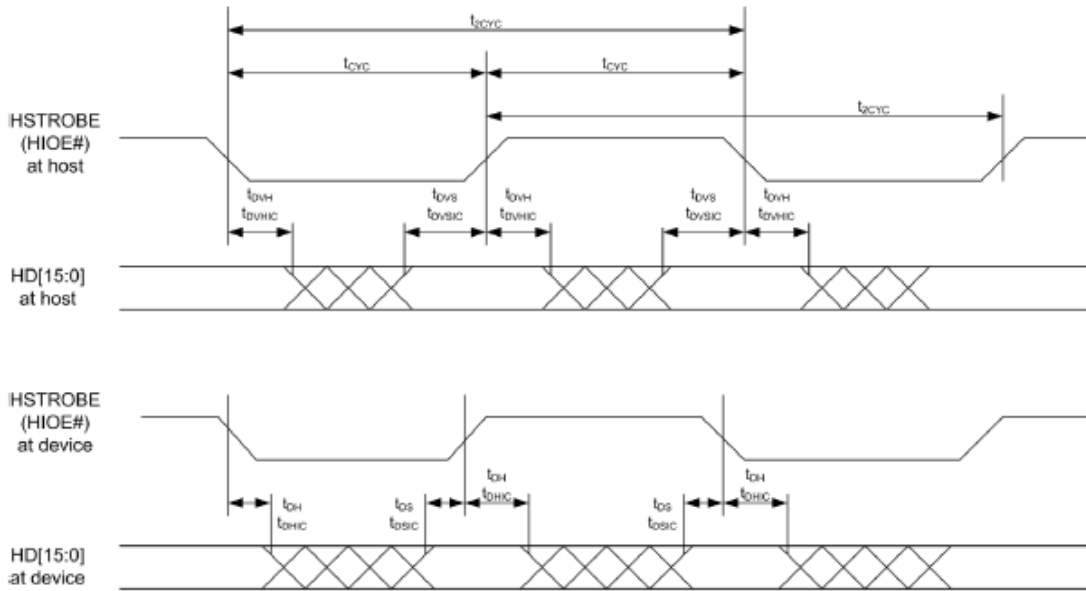 t2CYC
tCYC tCYC
t2CYC
HSTROBE
(HIOE#)
at host
tDVH tDVS tDVH tDVS tDVH
tDVHIC tDVSIC tDVHIC tDVSIC tDVHIC
HD[15:0]
at host
HSTROBE
(HIOE#)
at device
tDH tDS tDH tDS tDH
tDHIC tDSIC tDHIC tDSIC tDHIC
HD[15:0]
at device